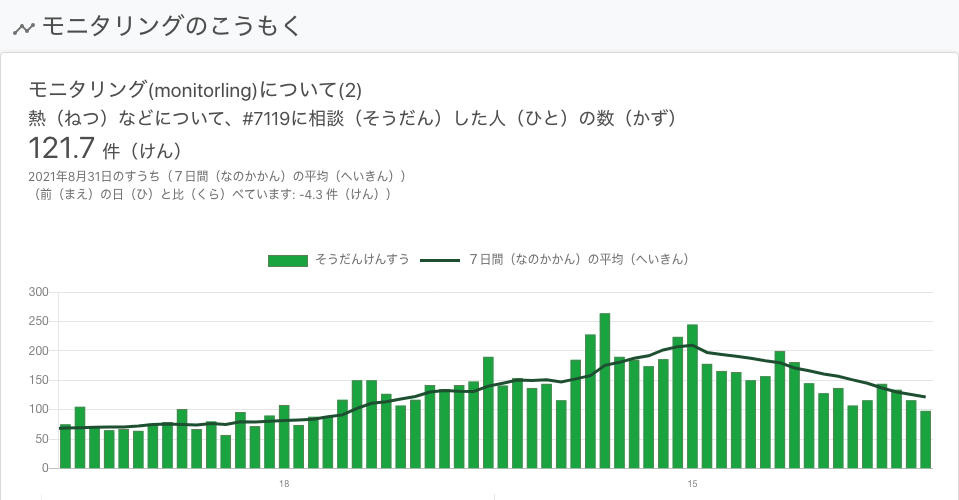 モニタリングのこうもく
モニタリング(monitorling)について(2)
熱（ねつ）などについて、#7119に相談（そうだん）した人（ひと）の数（かず）
121.7 件（けん）
2021年8月31日のすうち（７日間（なのかかん）の平均（へいきん））
（前（まえ）の日（ひ）と比（くら）べています: -4.3 件（けん））
そうだんけんすう ７日間（なのかかん）の平均（へいきん）
300
250
200
150
100
50
0
18 15